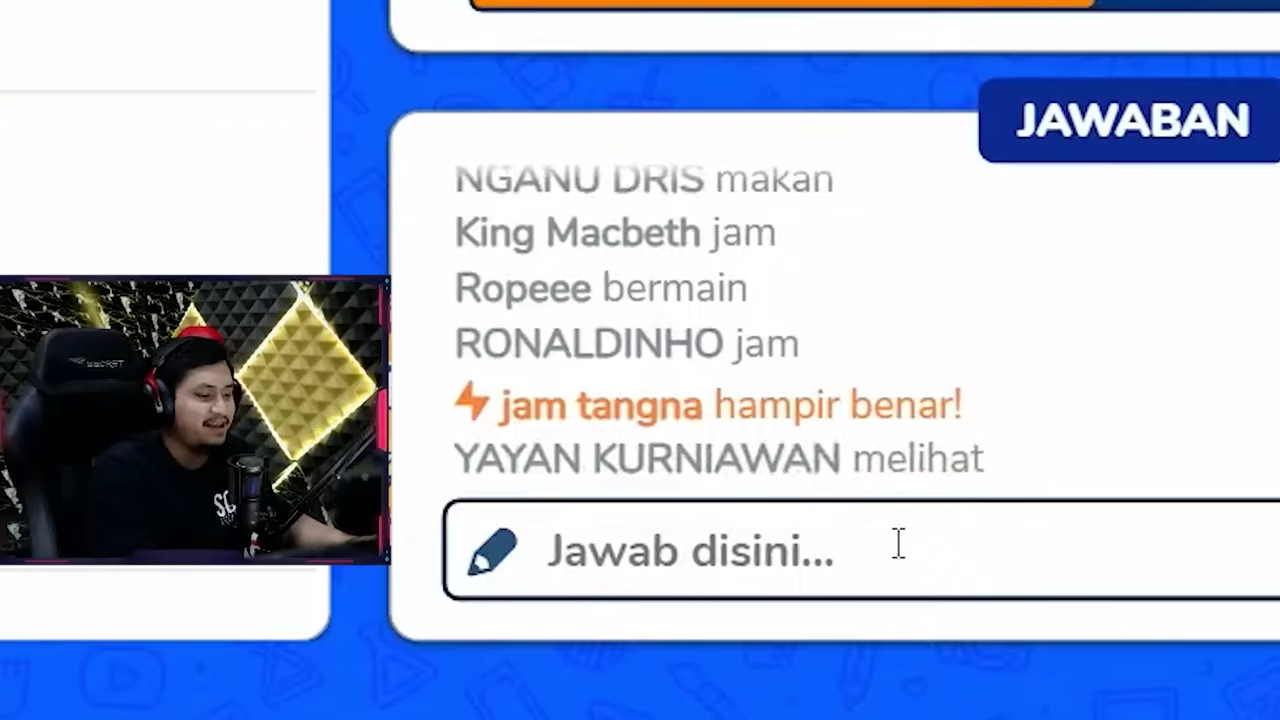 JAWABAN
NGANU DRIS makan
King Macbeth jam
Ropeee bermain
RONALDINHO jam
jam tangna hampir benar!
YAYAN KURNIAWAN melihat
Jawab disini...